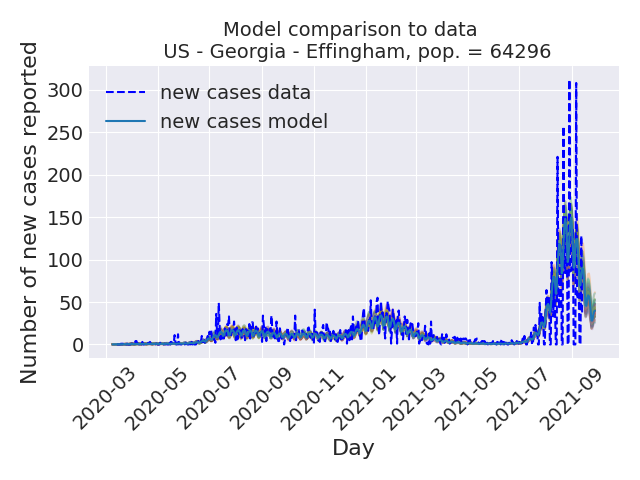 Model comparison to data
US - Georgia - Effingham, pop. = 64296
new cases data
new cases model
Number of new cases reported
300
250
200
150
100
50
0
2020-03
2020-05
2020-07
2020-09
2020-11
2021-01
2021-03
2021-05
2021-07
2021-09
Day